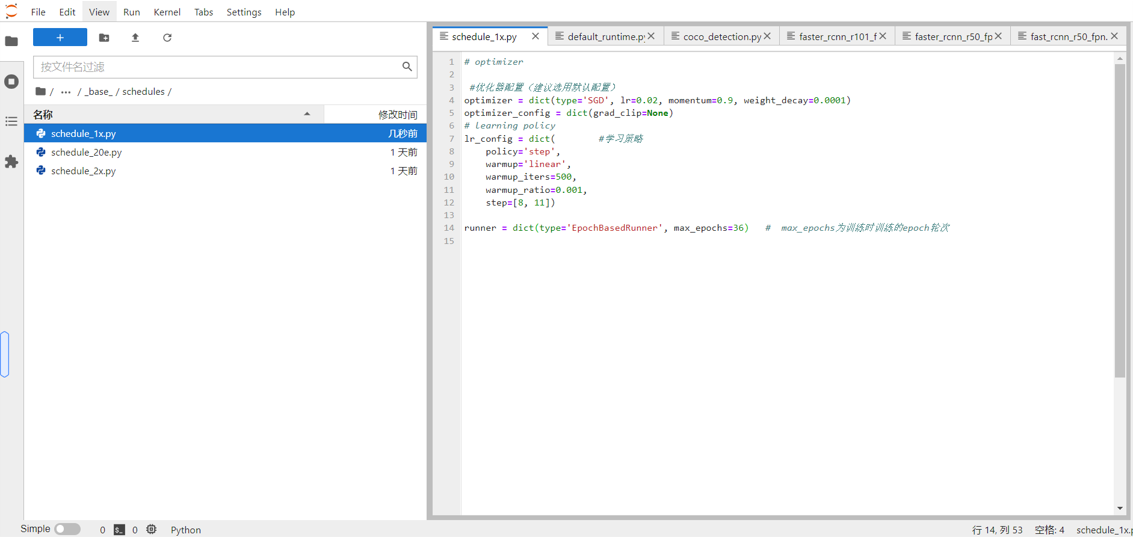 File Edit View Run Kernel Tabs Settings Help
按文件名过滤
/ ··· / _base_ / schedules /
名称 修改时间
schedule_1x.py 几秒前
schedule_20e.py 1 天前
schedule_2x.py 1 天前
schedule_1x.py default_runtime.py coco_detection.py faster_rcnn_r101_f faster_rcnn_r50_fp fast_rcnn_r50_fpn.
1 # optimizer
2
3 #优化器配置（建议选用默认配置）
4 optimizer = dict(type='SGD', lr=0.02, momentum=0.9, weight_decay=0.0001)
5 optimizer_config = dict(grad_clip=None)
6 # learning policy
7 lr_config = dict( #学习策略
8 policy='step',
9 warmup='linear',
10 warmup_iters=500,
11 warmup_ratio=0.001,
12 step=[8, 11])
13
14 runner = dict(type='EpochBasedRunner', max_epochs=36) # max_epochs为训练时训练的epoch轮次
15
Simple 0 0 Python 行 14, 列 53 空格: 4 schedule_1x.p